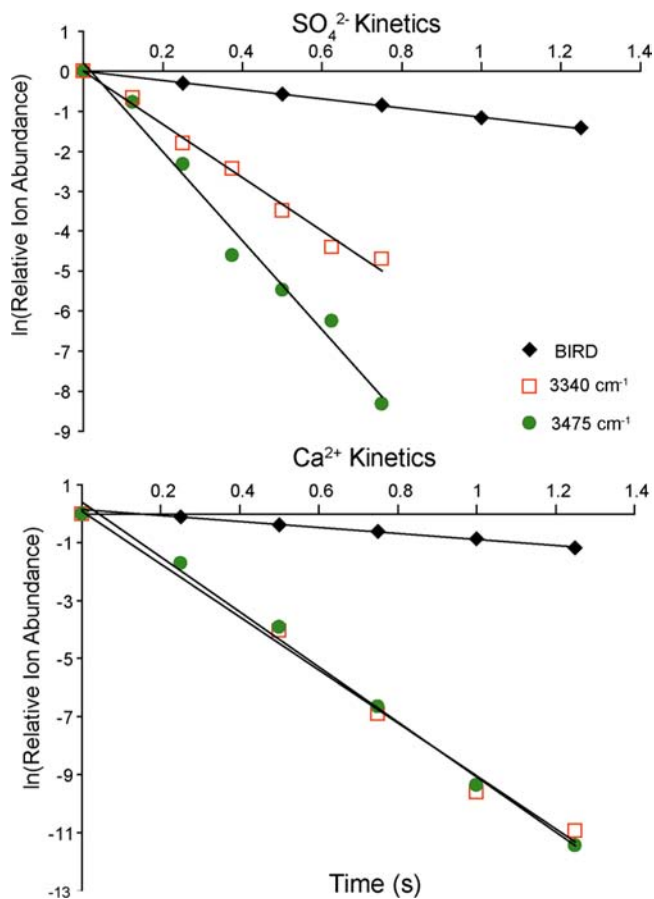 SO₄²⁻ Kinetics
1
0.2 0.4 0.6 0.8 1 1.2 1.4
0
-1
-2
-3
-4
-5
-6
-7
-8
-9
ln(Relative Ion Abundance)
BIRD
3340 cm⁻¹
3475 cm⁻¹
Ca²⁺ Kinetics
1
0.2 0.4 0.6 0.8 1 1.2 1.4
-1
-3
-5
-7
-9
-11
-13
ln(Relative Ion Abundance)
Time (s)